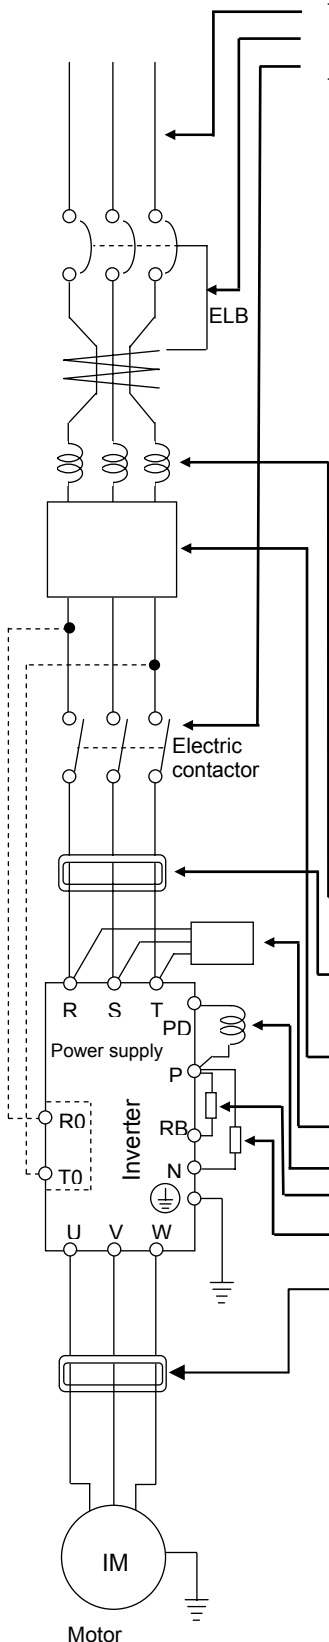 ELB
Electric
contactor
R S T
PD
Power supply
P
R0
Inverter
RB
T0
N
U V W
IM
Motor